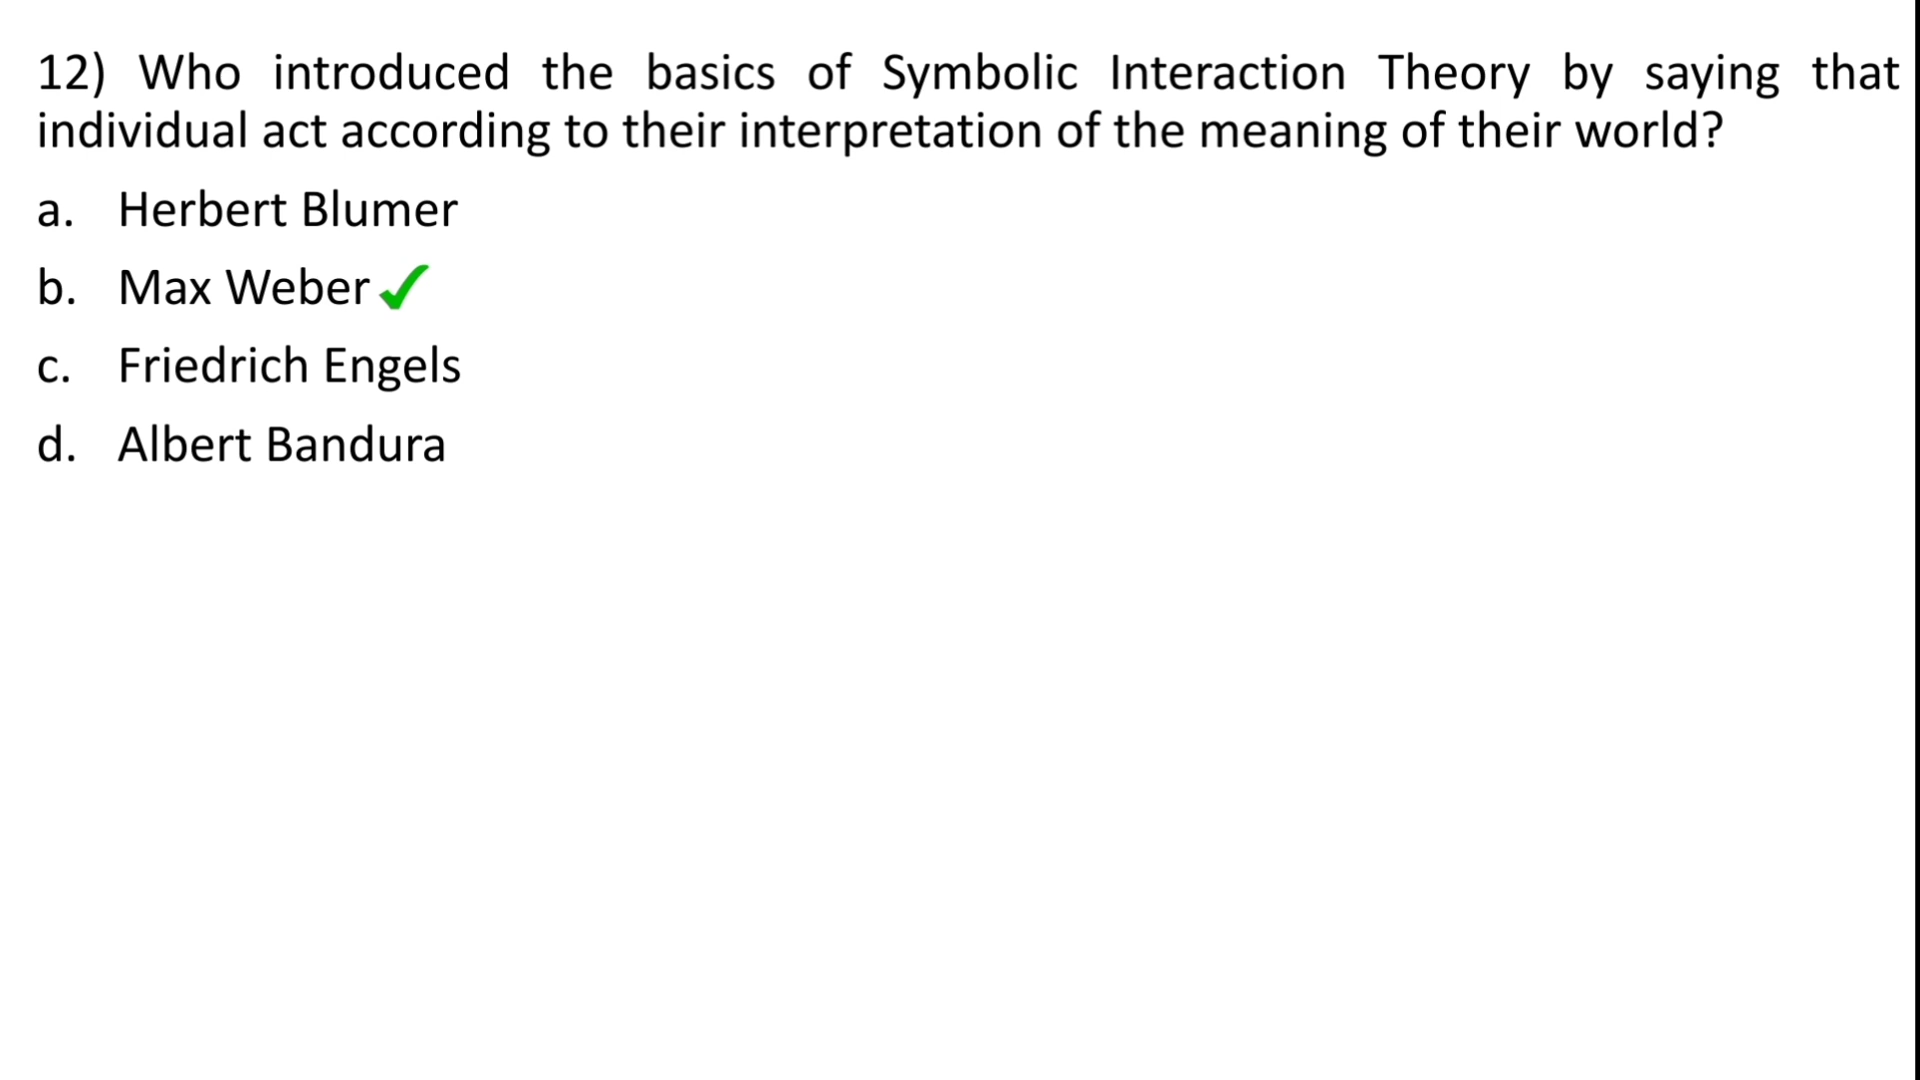 12) Who introduced the basics of Symbolic Interaction Theory by saying that
individual act according to their interpretation of the meaning of their world?
a. Herbert Blumer
b. Max Weber
c. Friedrich Engels
d. Albert Bandura